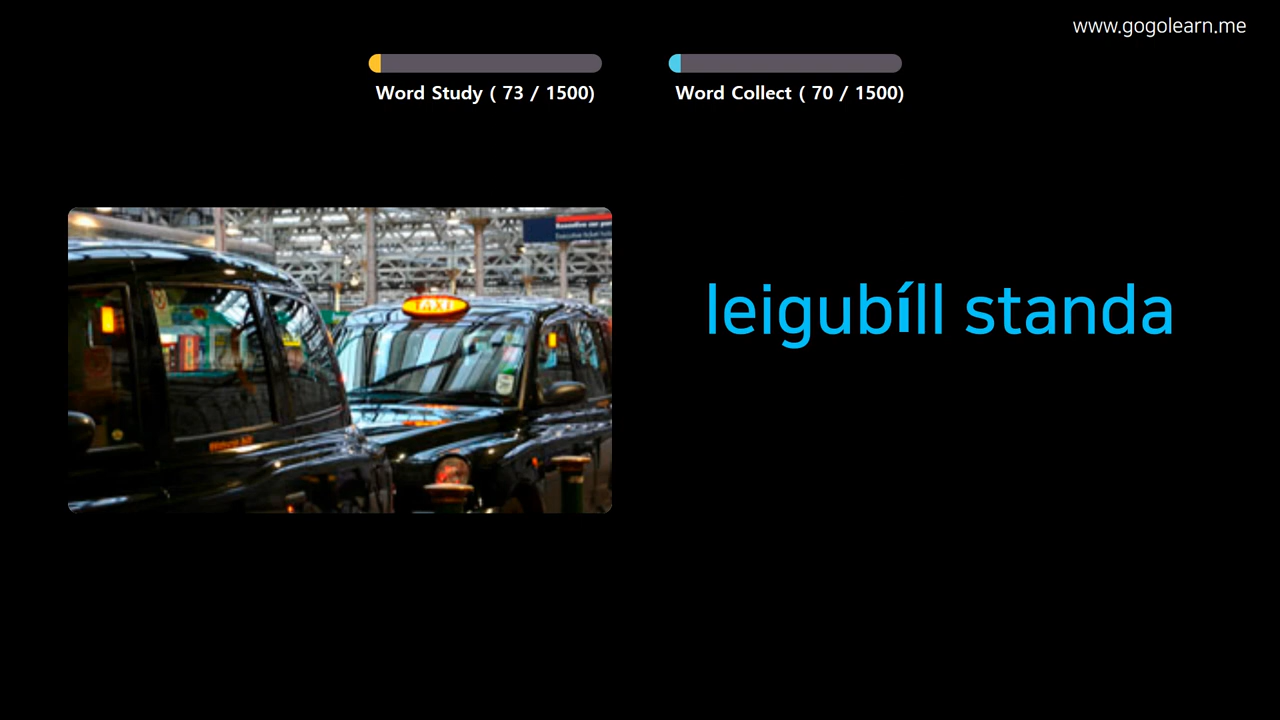 www.gogolearn.me
Word Study ( 73 / 1500)
Word Collect ( 70 / 1500)
TAXI
leigubíll standa